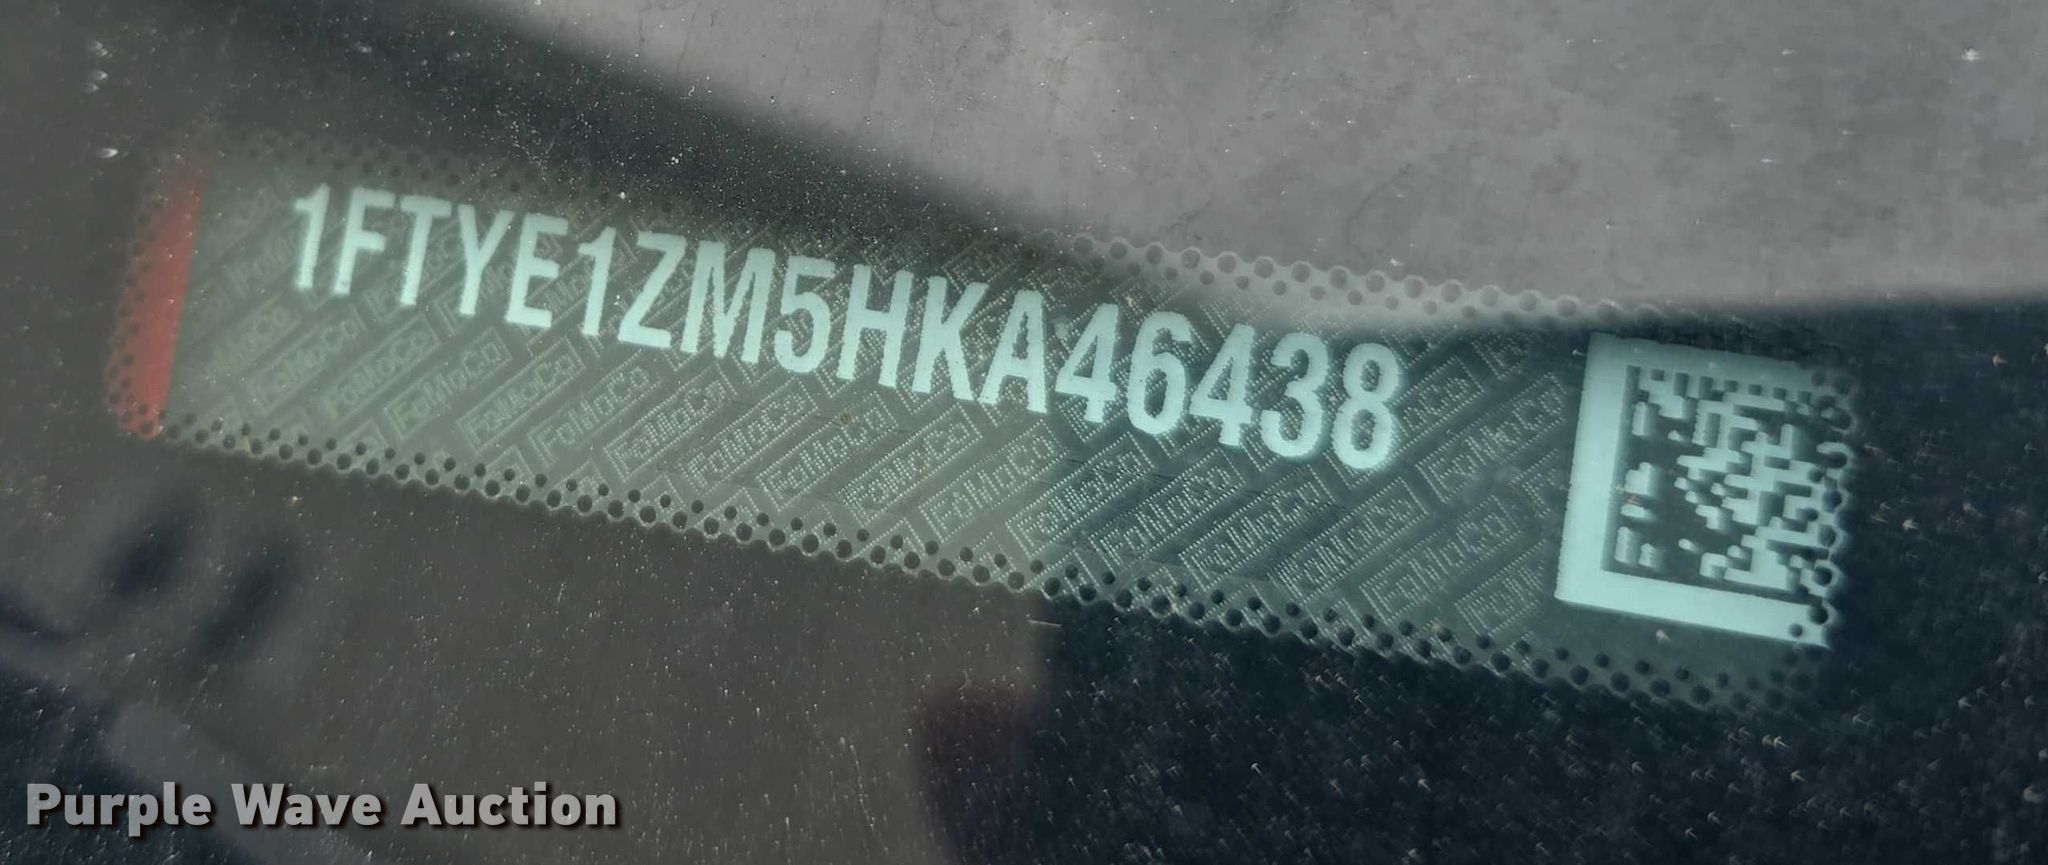 1FTYE1ZM5HKA46438
Purple Wave Auction